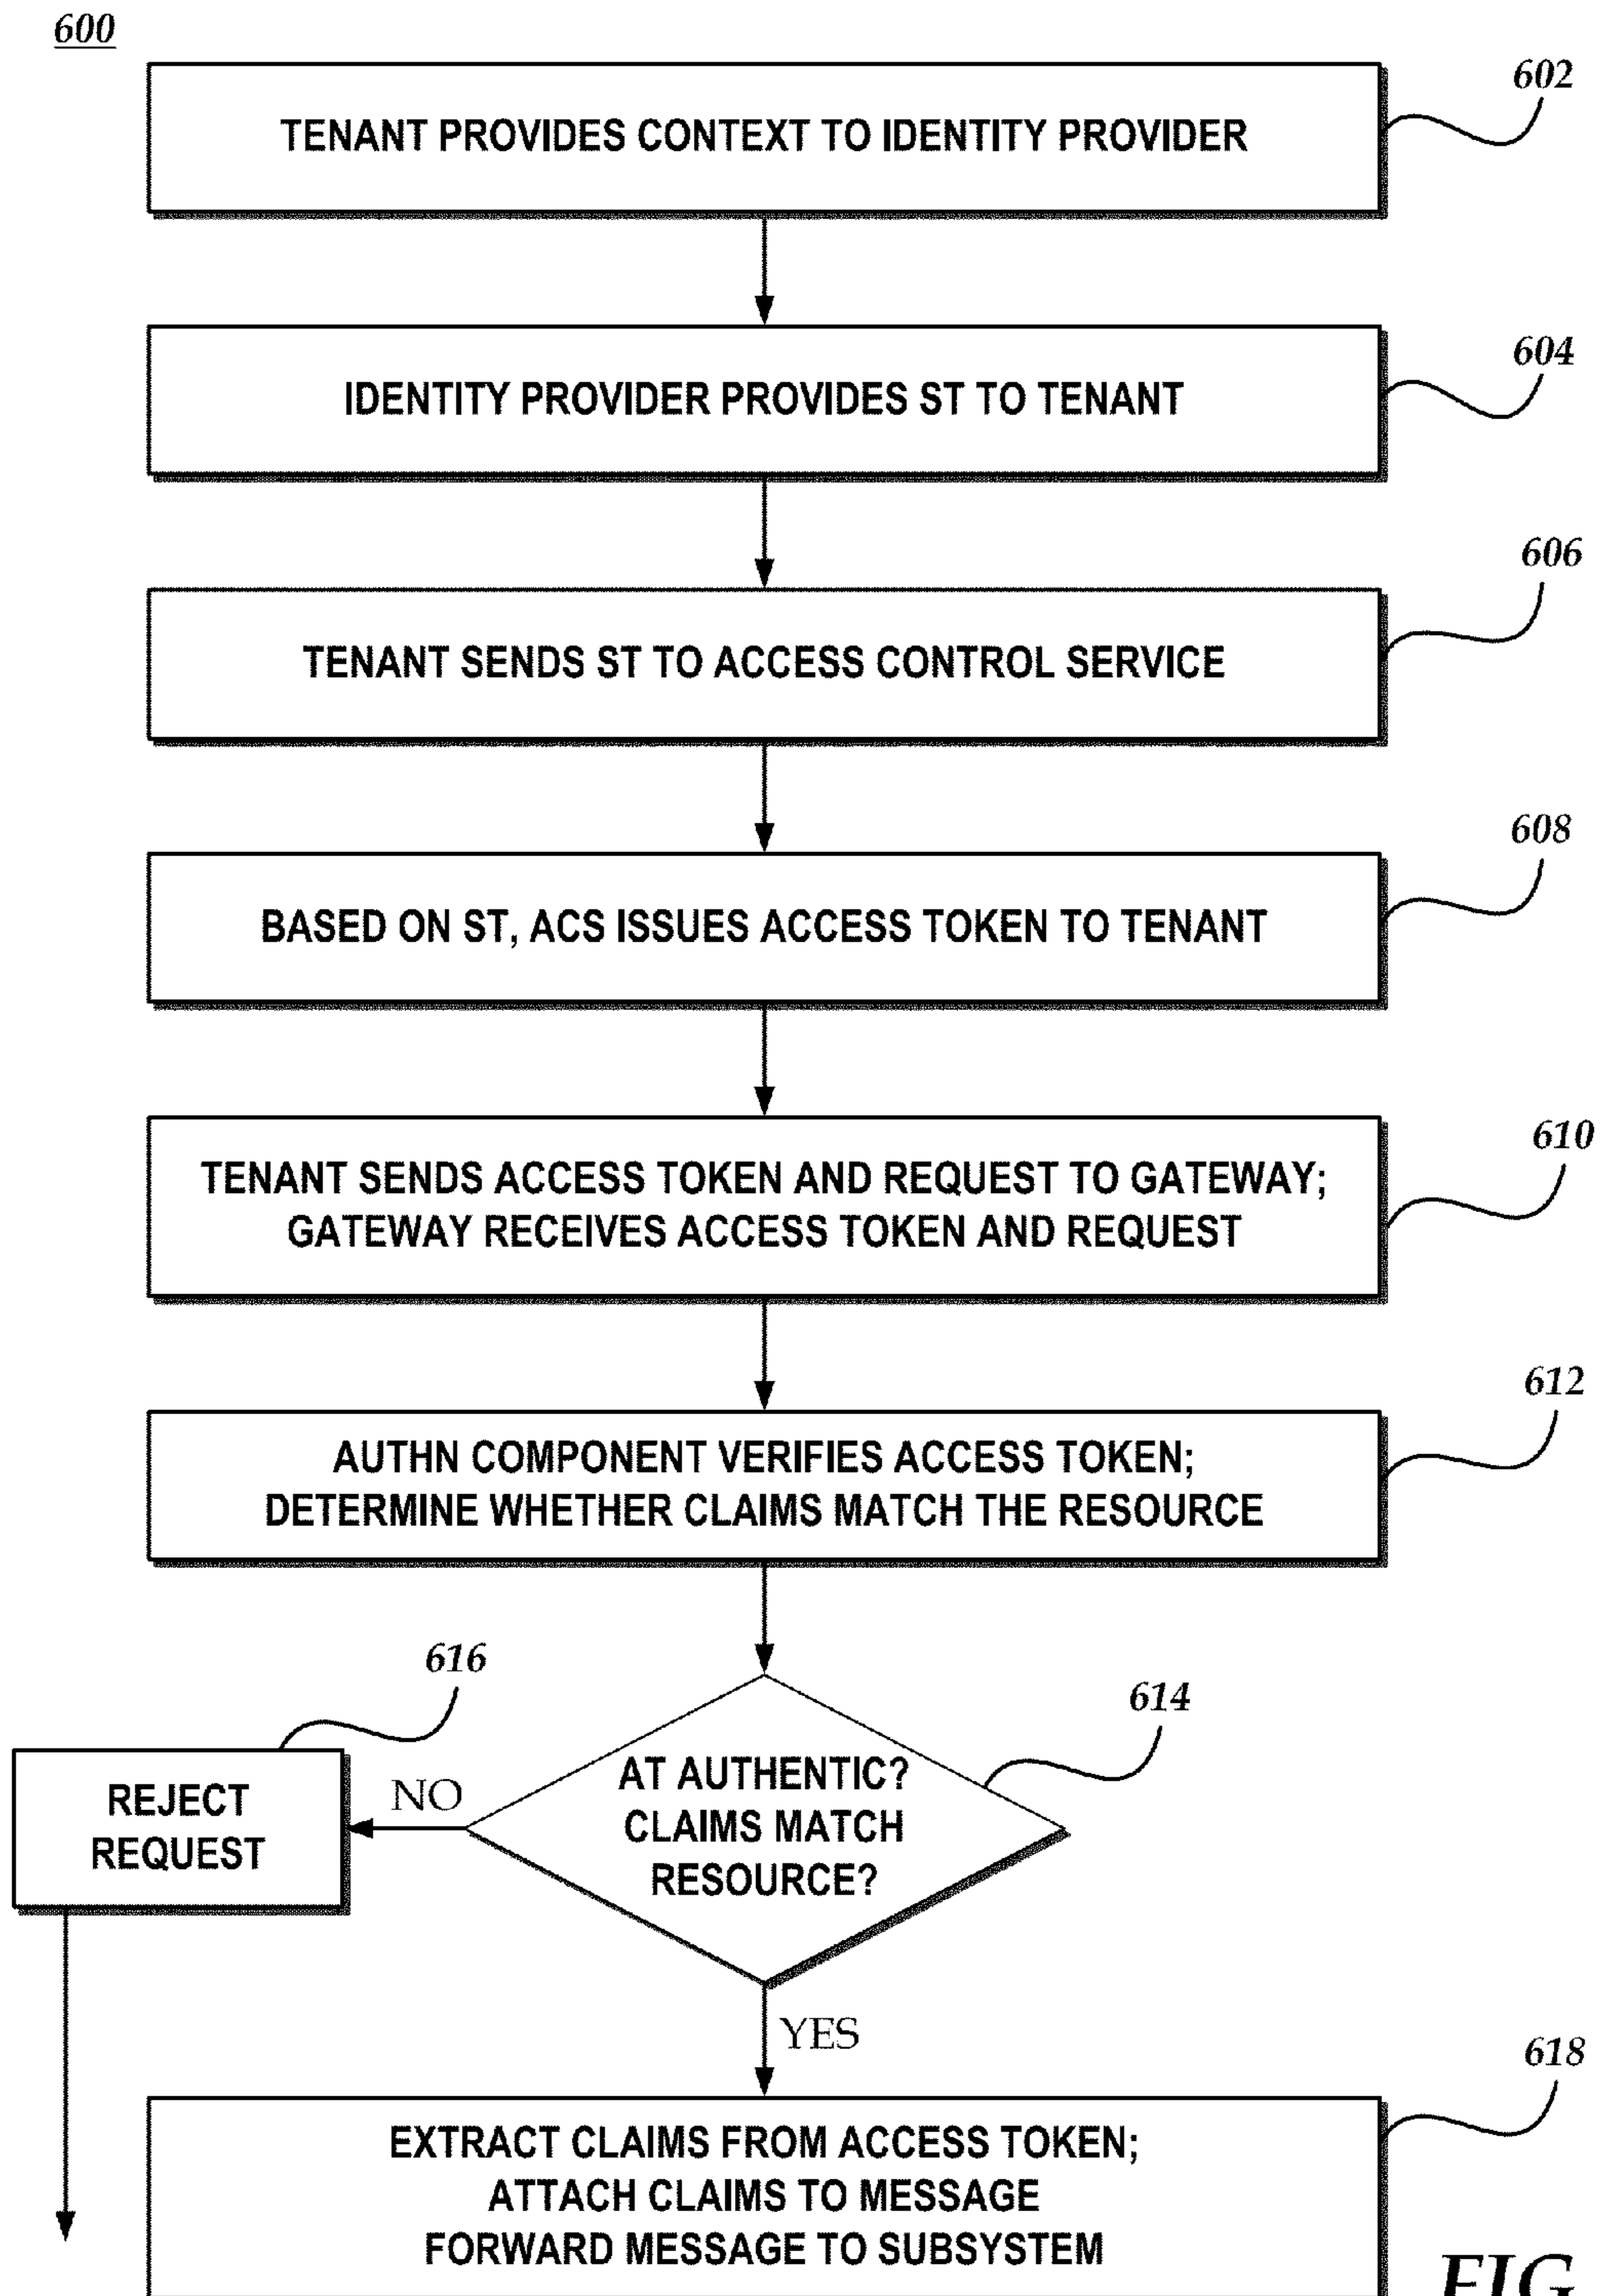 600
602
TENANT PROVIDES CONTEXT TO IDENTITY PROVIDER
604
IDENTITY PROVIDER PROVIDES ST TO TENANT
606
TENANT SENDS ST TO ACCESS CONTROL SERVICE
608
BASED ON ST, ACS ISSUES ACCESS TOKEN TO TENANT
610
TENANT SENDS ACCESS TOKEN AND REQUEST TO GATEWAY;
GATEWAY RECEIVES ACCESS TOKEN AND REQUEST
612
AUTHN COMPONENT VERIFIES ACCESS TOKEN;
DETERMINE WHETHER CLAIMS MATCH THE RESOURCE
616
614
REJECT
REQUEST
NO
AT AUTHENTIC?
CLAIMS MATCH
RESOURCE?
YES
618
EXTRACT CLAIMS FROM ACCESS TOKEN;
ATTACH CLAIMS TO MESSAGE
FORWARD MESSAGE TO SUBSYSTEM
FIG